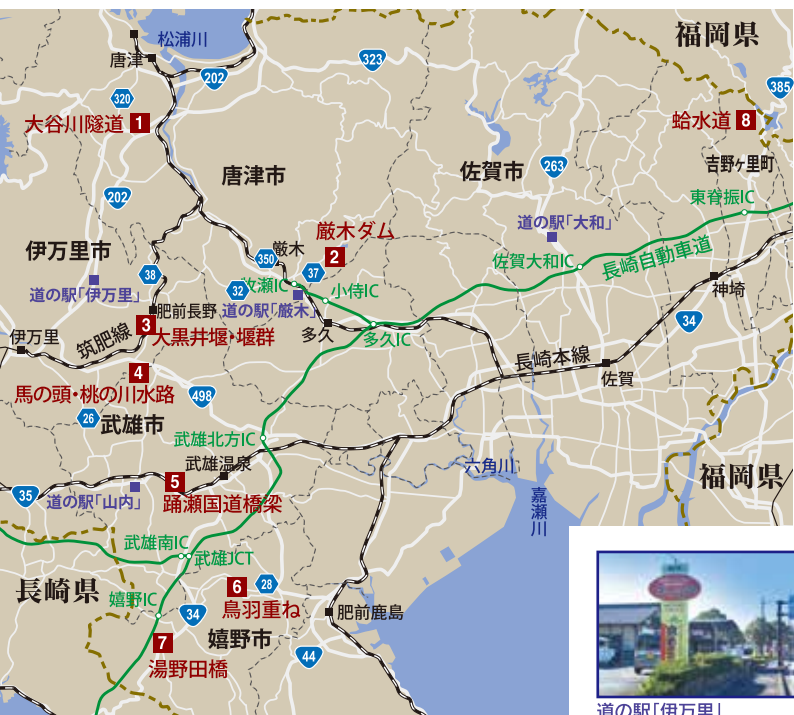 松浦川
福岡県
唐津
202
323
385
320
大谷川隧道 1
蛤水道 8
吉野ヶ里町
唐津市
佐賀市
263
202
東脊振IC
厳木ダム
2
道の駅「大和」
伊万里市
350
厳木
佐賀大和IC
長崎自動車道
38
37
道の駅「伊万里」
32
牧瀬IC
小侍IC
神埼
道の駅「厳木」
肥前長野
3
大黒井堰・堰群
34
筑肥線
伊万里
多久
多久IC
長崎本線
佐賀
4
馬の頭・桃の川水路
498
26
武雄市
武雄北方IC
武雄温泉
六角川
福岡県
5
35
道の駅「山内」
踊瀬国道橋梁
嘉瀬川
武雄南IC
武雄JCT
長崎県
嬉野IC
6
28
鳥羽重ね
34
肥前鹿島
嬉野市
7
44
湯野田橋
道の駅「伊万里」